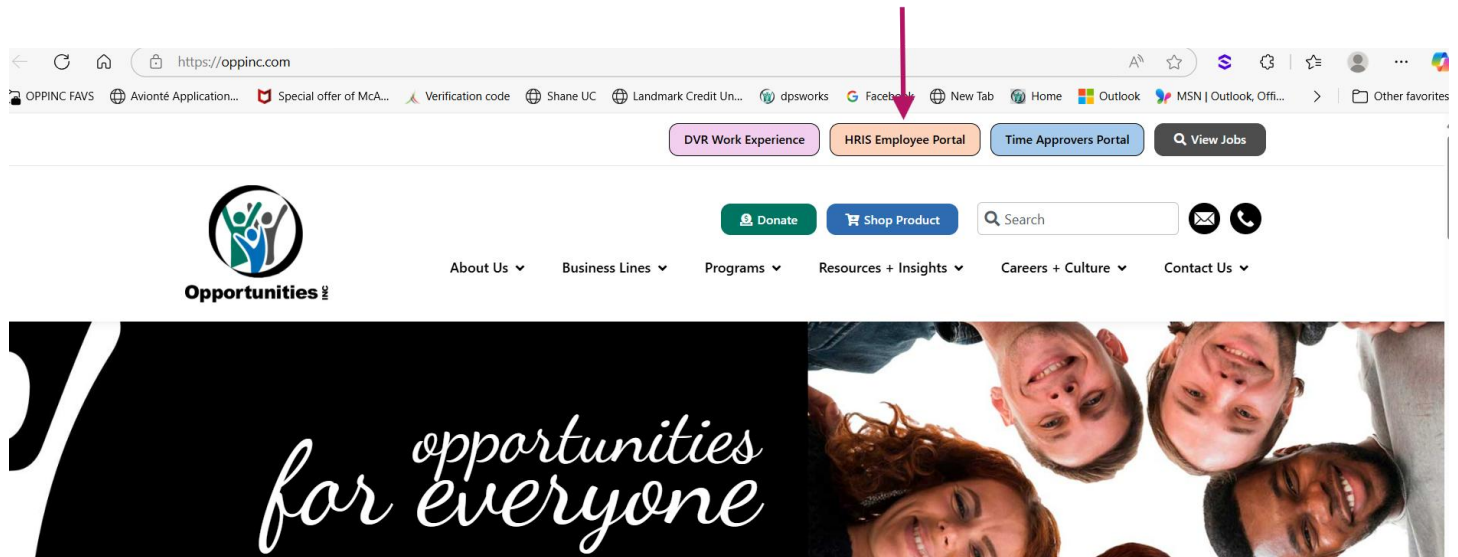 https://oppinc.com
OPPINC FAVS Avionté Application... Special offer of McA... Verification code Shane UC Landmark Credit Un... dpsworks Facebook New Tab Home Outlook MSN | Outlook, Offi... Other favorites
DVR Work Experience HRIS Employee Portal Time Approvers Portal View Jobs
Donate Shop Product Search
About Us Business Lines Programs Resources + Insights Careers + Culture Contact Us
Opportunities INC
opportunities
for everyone